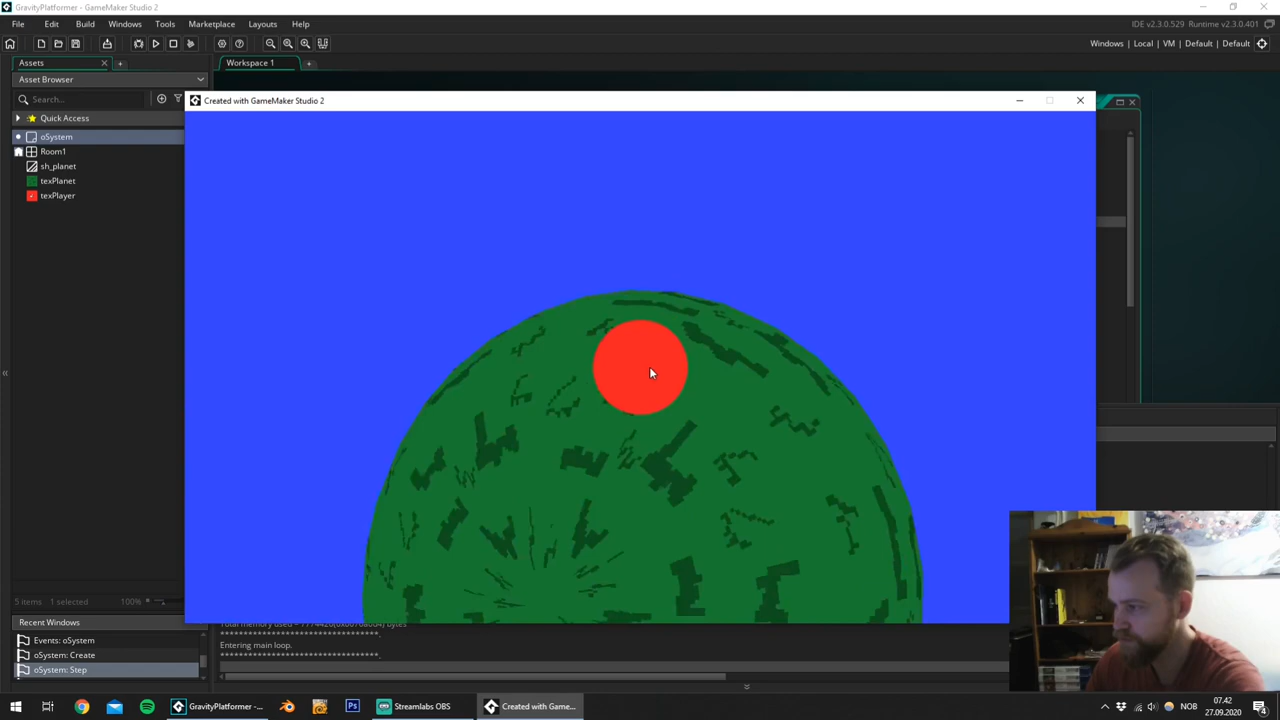 GravityPlatformer - GameMaker Studio 2
File Edit Build Windows Tools Marketplace Layouts Help
IDE v2.3.0.529 Runtime v2.3.0.401
Windows | Local | VM | Default | Default
Assets
Workspace 1
Asset Browser
Search...
Created with GameMaker Studio 2
Quick Access
oSystem
Room1
sh_planet
texPlanet
texPlayer
5 items 1 selected 100%
Recent Windows
Events: oSystem
Entering main loop.
oSystem: Create
oSystem: Step
GravityPlatformer -...
Streamlabs OBS
Created with Game...
NOB
07.42
27.09.2020